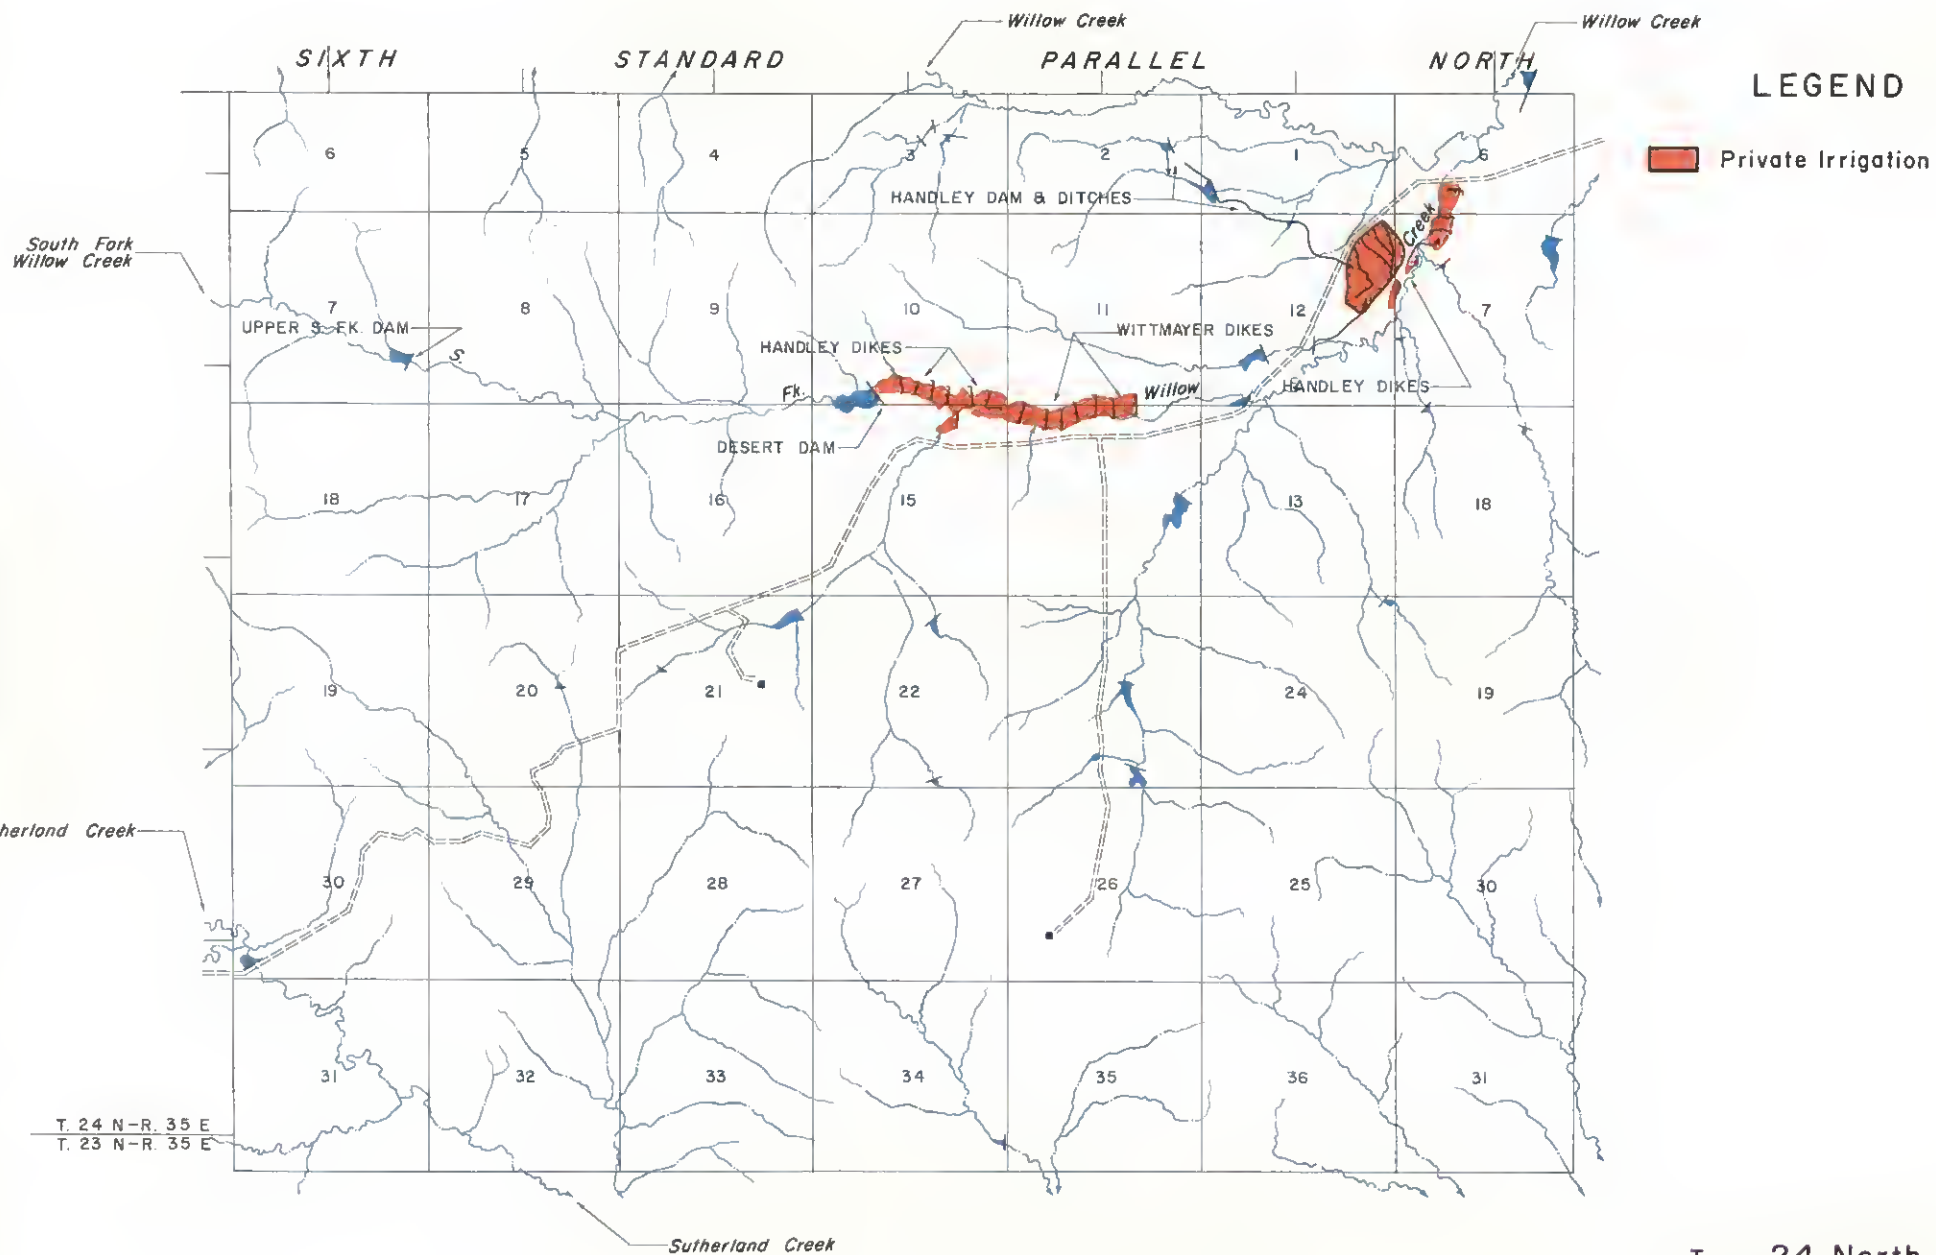 Willow Creek
Willow Creek
SIXTH STANDARD PARALLEL NORTH
LEGEND
Private Irrigation
6 5 4 3 2 1 6
HANDLEY DAM & DITCHES
South Fork
Willow Creek
Creek
7 8 9 10 11 12 7
UPPER S. FK. DAM
S.
HANDLEY DIKES
WITTMAYER DIKES
Fk.
Willow
HANDLEY DIKES
DESERT DAM
18 17 16 15 13 18
19 20 21 22 24 19
herland Creek
30 29 28 27 26 25 30
31 32 33 34 35 36 31
T. 24 N-R. 35 E
T. 23 N-R. 35 E
Sutherland Creek
24 North